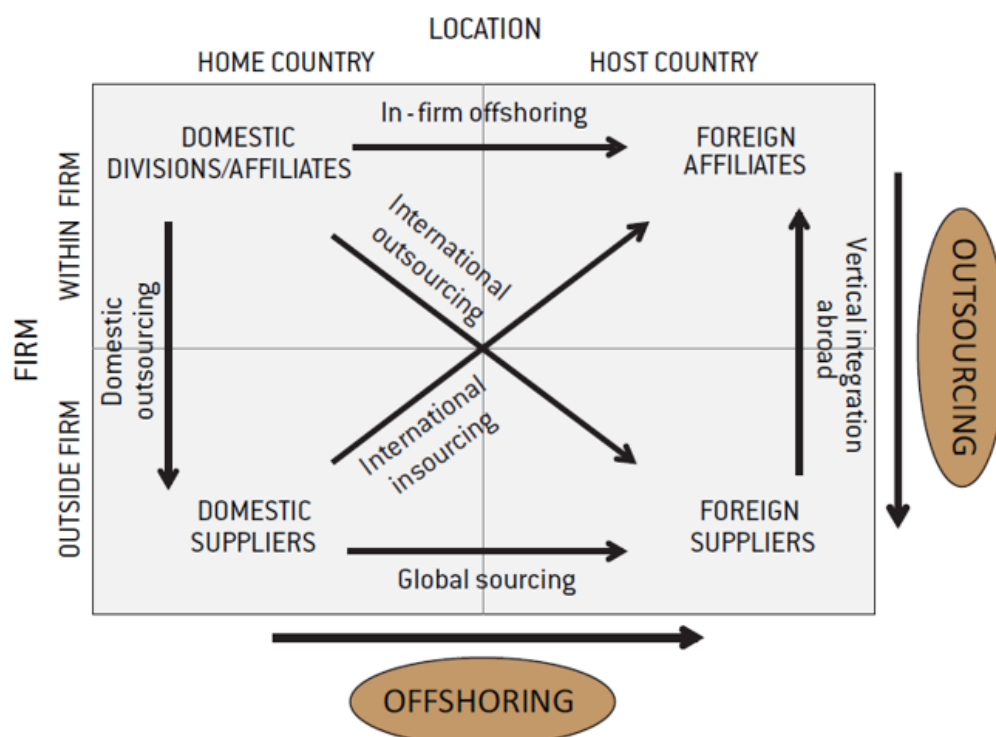 LOCATION
HOME COUNTRY
HOST COUNTRY
FIRM
WITHIN FIRM
OUTSIDE FIRM
DOMESTIC
DIVISIONS/AFFILIATES
In-firm offshoring
FOREIGN
AFFILIATES
International
outsourcing
Domestic
outsourcing
International
insourcing
Vertical integration
abroad
OUTSOURCING
DOMESTIC
SUPPLIERS
Global sourcing
FOREIGN
SUPPLIERS
OFFSHORING